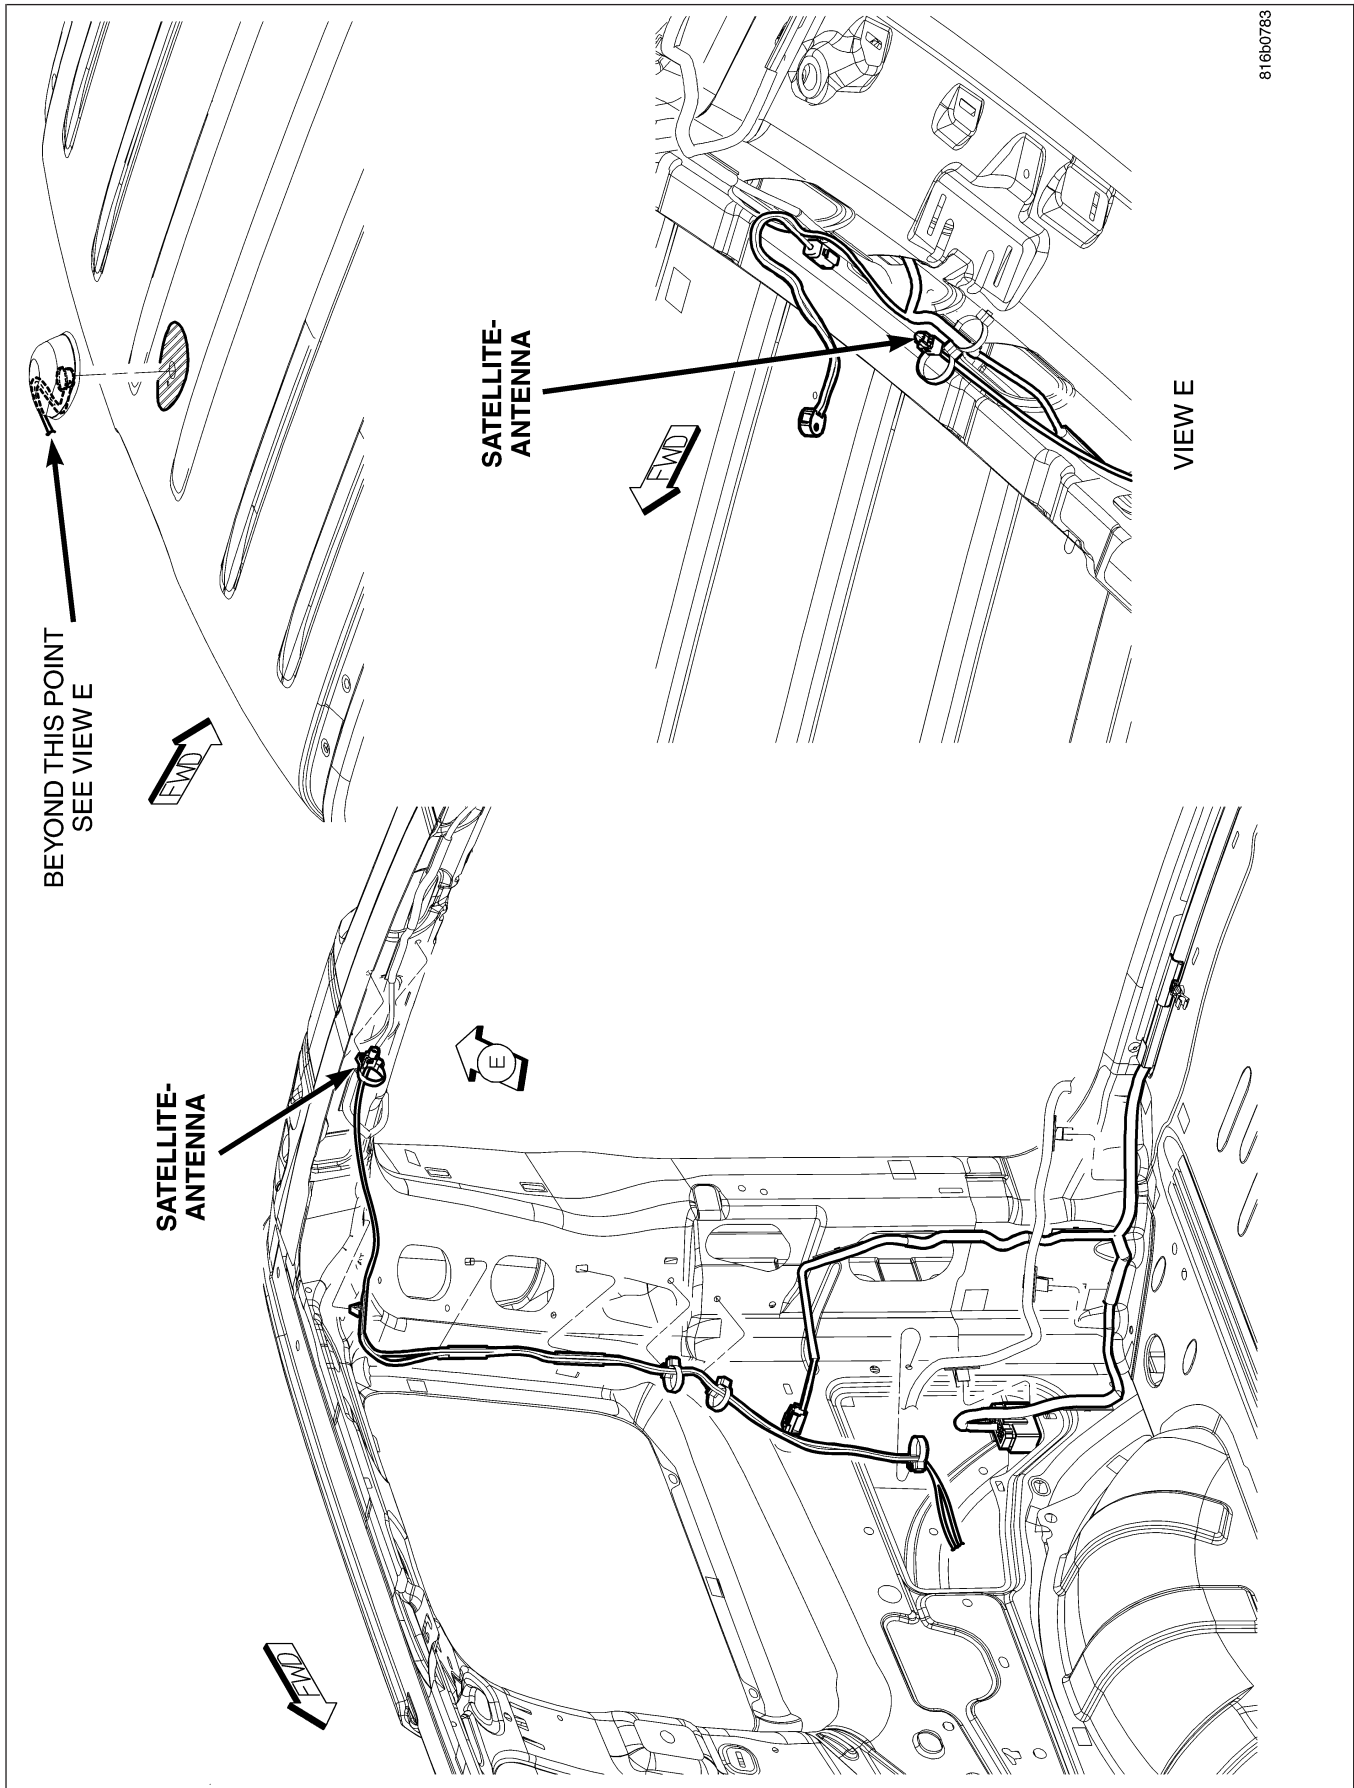 BEYOND THIS POINT
SEE VIEW E
FWD
SATELLITE-
ANTENNA
E
FWD
SATELLITE-
ANTENNA
FWD
VIEW E
816b0783